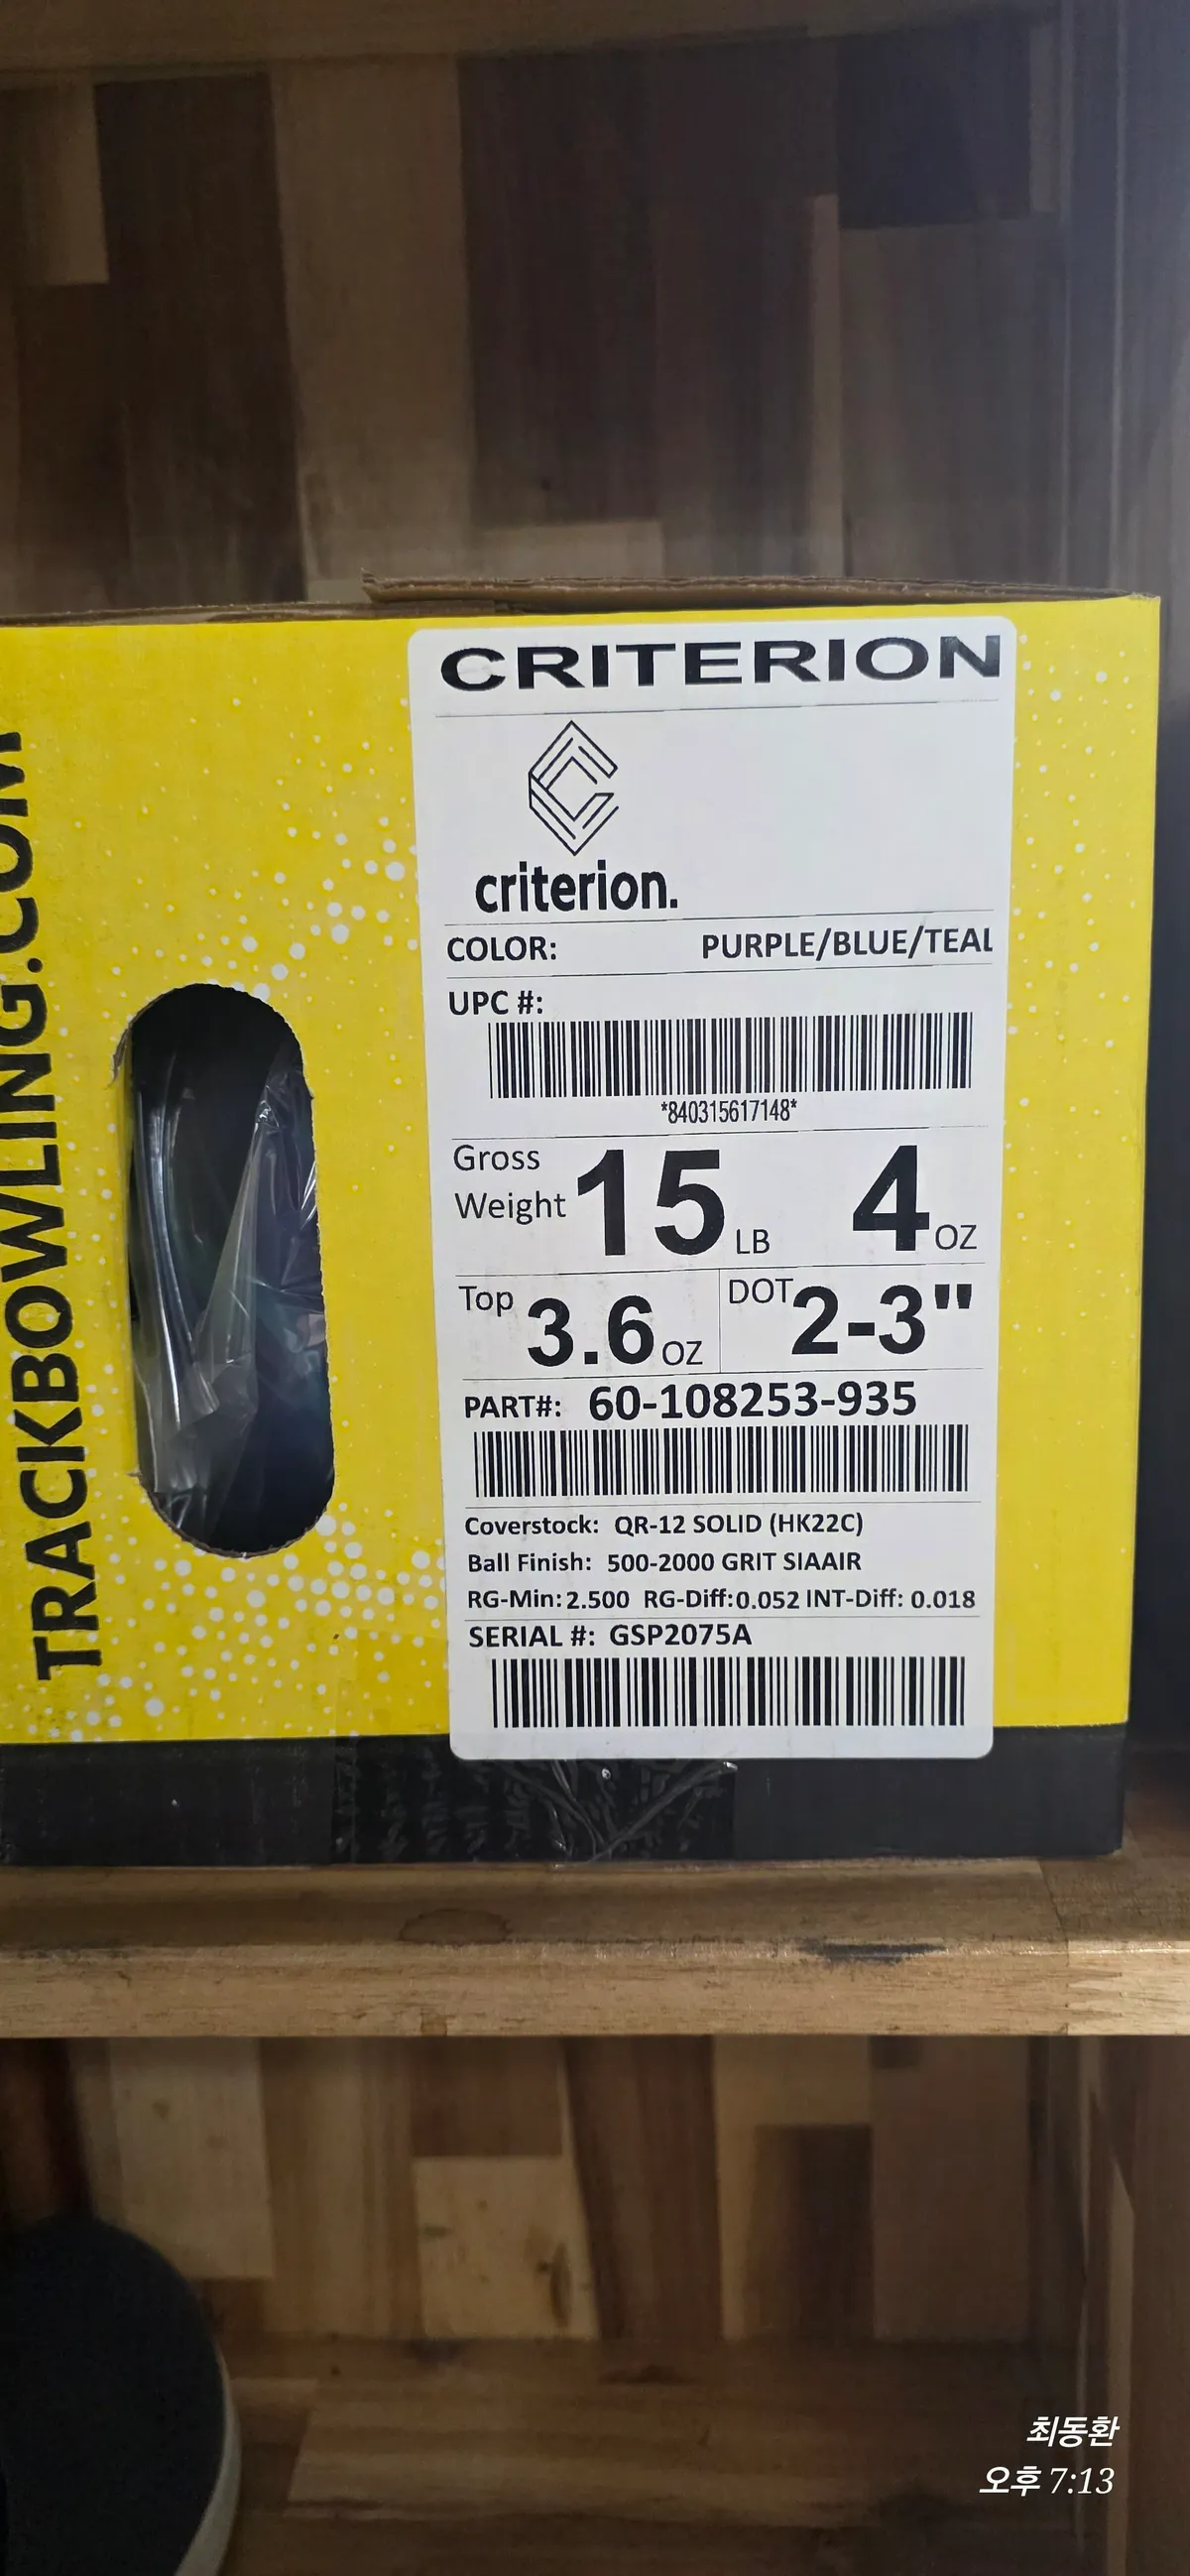 TRACKBOWLING.COM
CRITERION
criterion.
COLOR: PURPLE/BLUE/TEAL
UPC #:
*840315617148*
Gross Weight 15 LB 4 OZ
Top 3.6 OZ DOT 2-3"
PART#: 60-108253-935
Coverstock: QR-12 SOLID (HK22C)
Ball Finish: 500-2000 GRIT SIAAIR
RG-Min: 2.500 RG-Diff: 0.052 INT-Diff: 0.018
SERIAL #: GSP2075A
최동환
오후 7:13